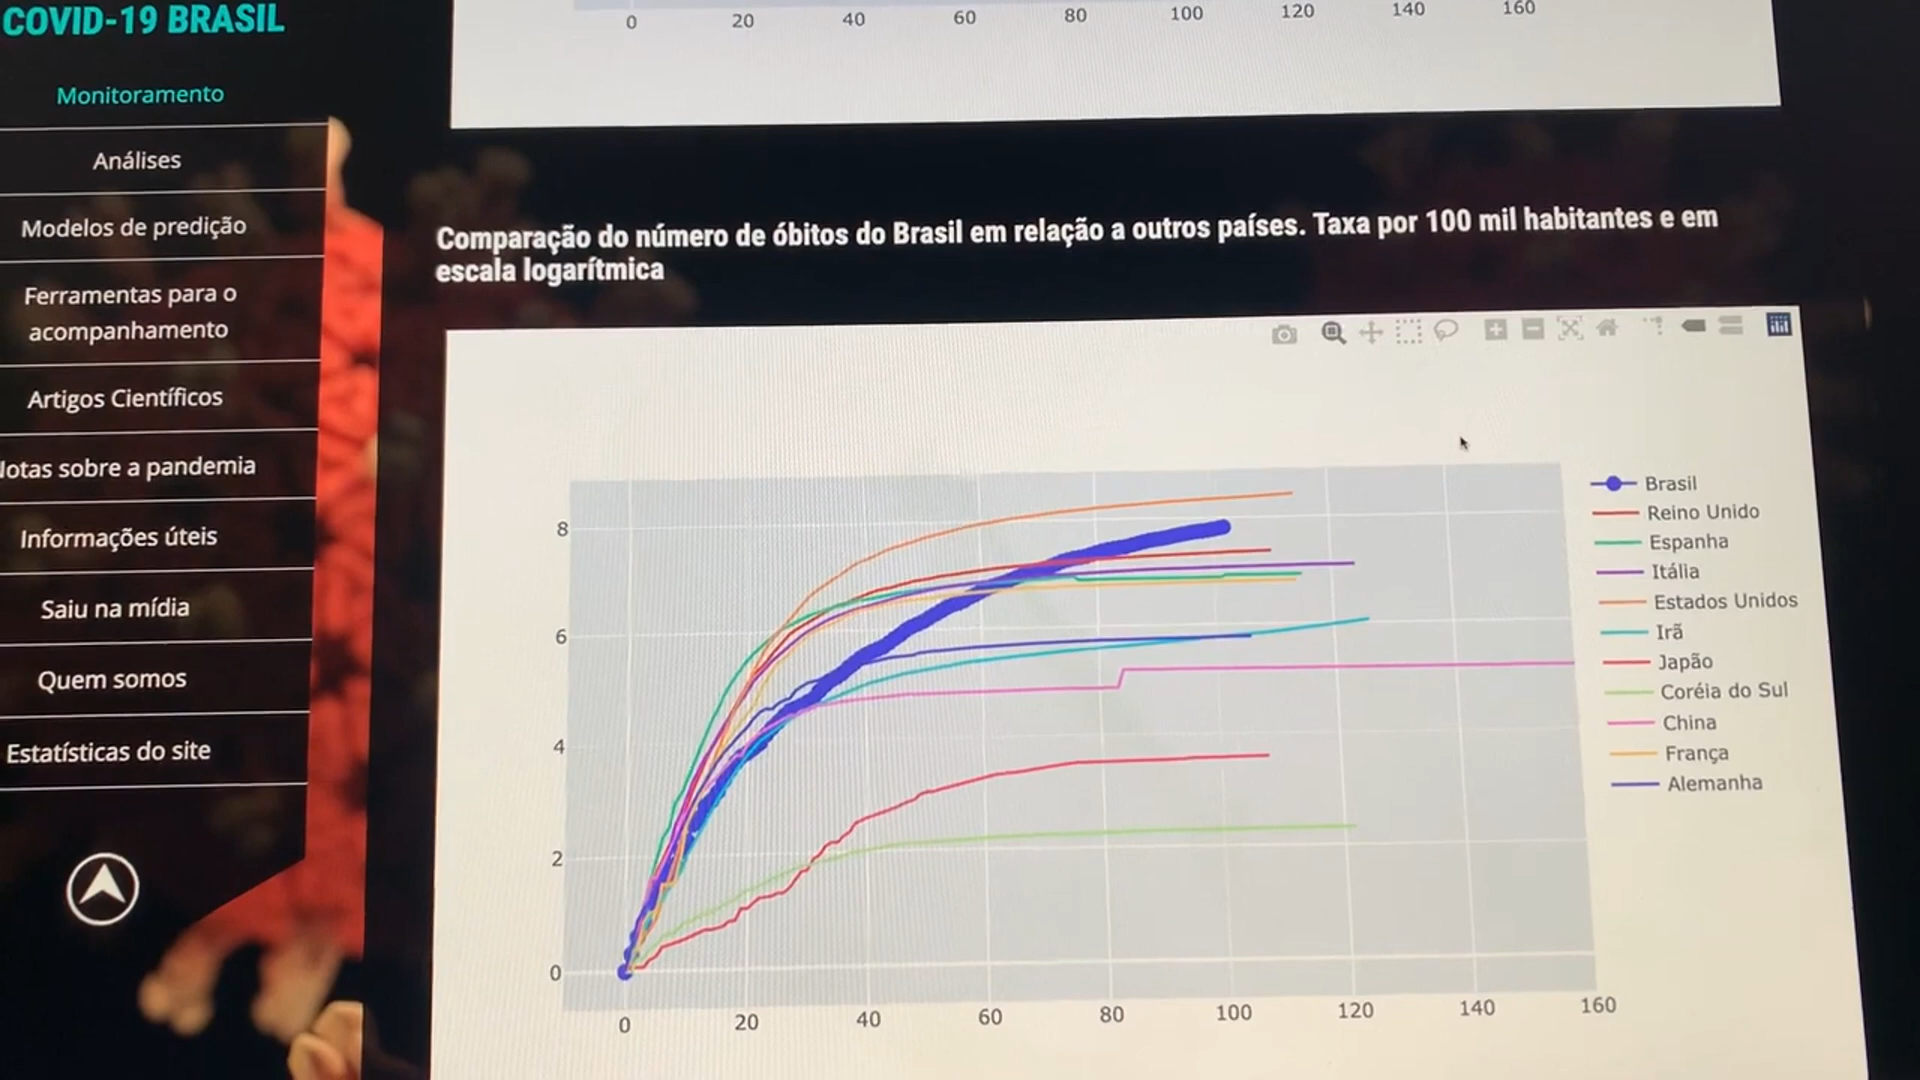 COVID-19 BRASIL
Monitoramento
Análises
Modelos de predição
Ferramentas para o
acompanhamento
Artigos Científicos
Notas sobre a pandemia
Informações úteis
Saiu na mídia
Quem somos
Estatísticas do site
0 20 40 60 80 100 120 140 160
Comparação do número de óbitos do Brasil em relação a outros países. Taxa por 100 mil habitantes e em
escala logarítmica
8
6
4
2
0
0 20 40 60 80 100 120 140 160
Brasil
Reino Unido
Espanha
Itália
Estados Unidos
Irã
Japão
Coréia do Sul
China
França
Alemanha